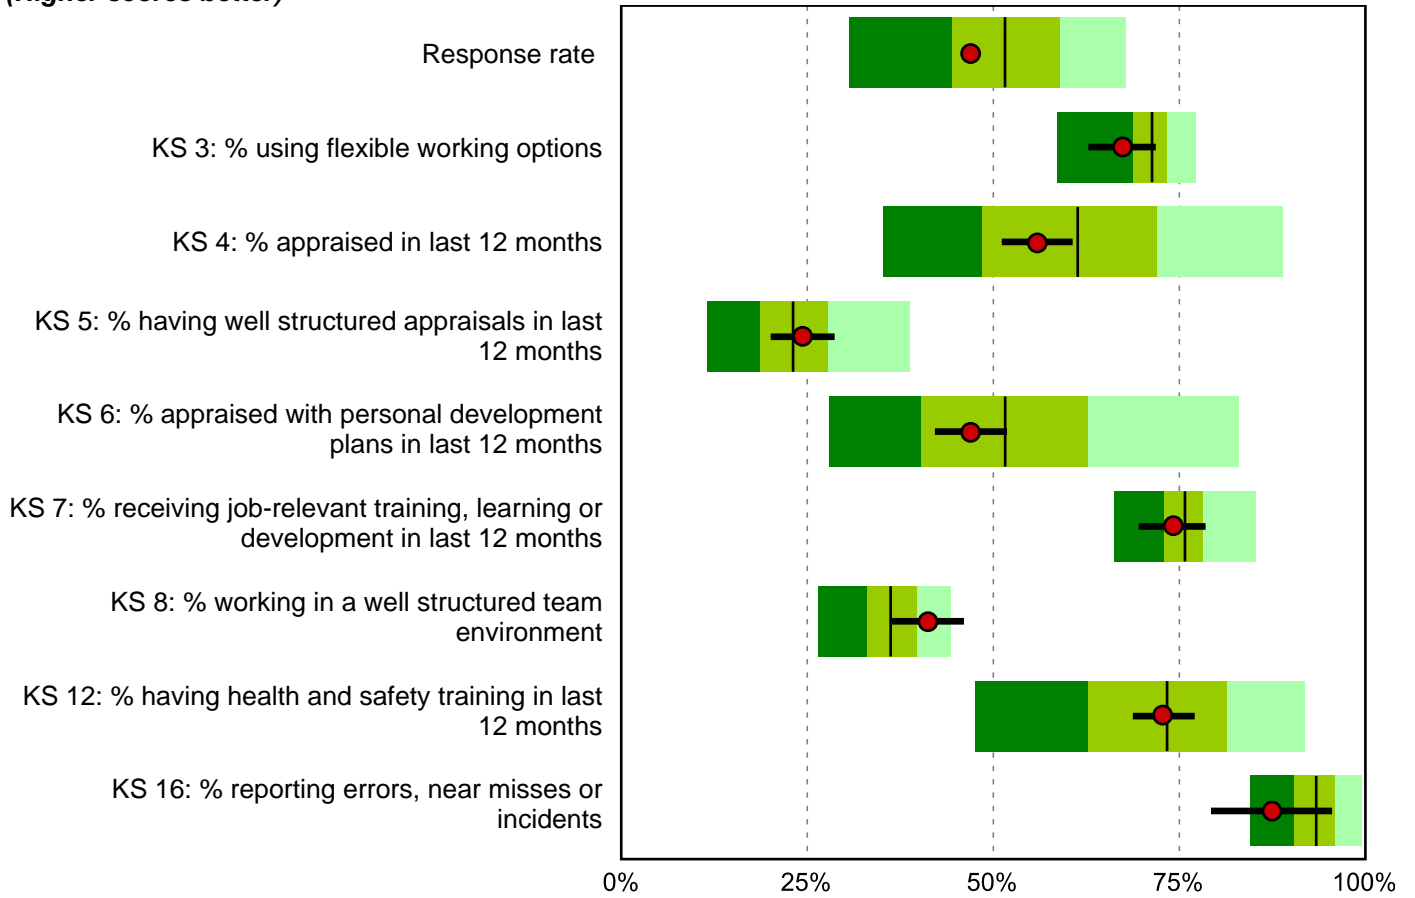 (Higher scores better)
Response rate
KS 3: % using flexible working options
KS 4: % appraised in last 12 months
KS 5: % having well structured appraisals in last
12 months
KS 6: % appraised with personal development
plans in last 12 months
KS 7: % receiving job-relevant training, learning or
development in last 12 months
KS 8: % working in a well structured team
environment
KS 12: % having health and safety training in last
12 months
KS 16: % reporting errors, near misses or
incidents
0% 25% 50% 75% 100%